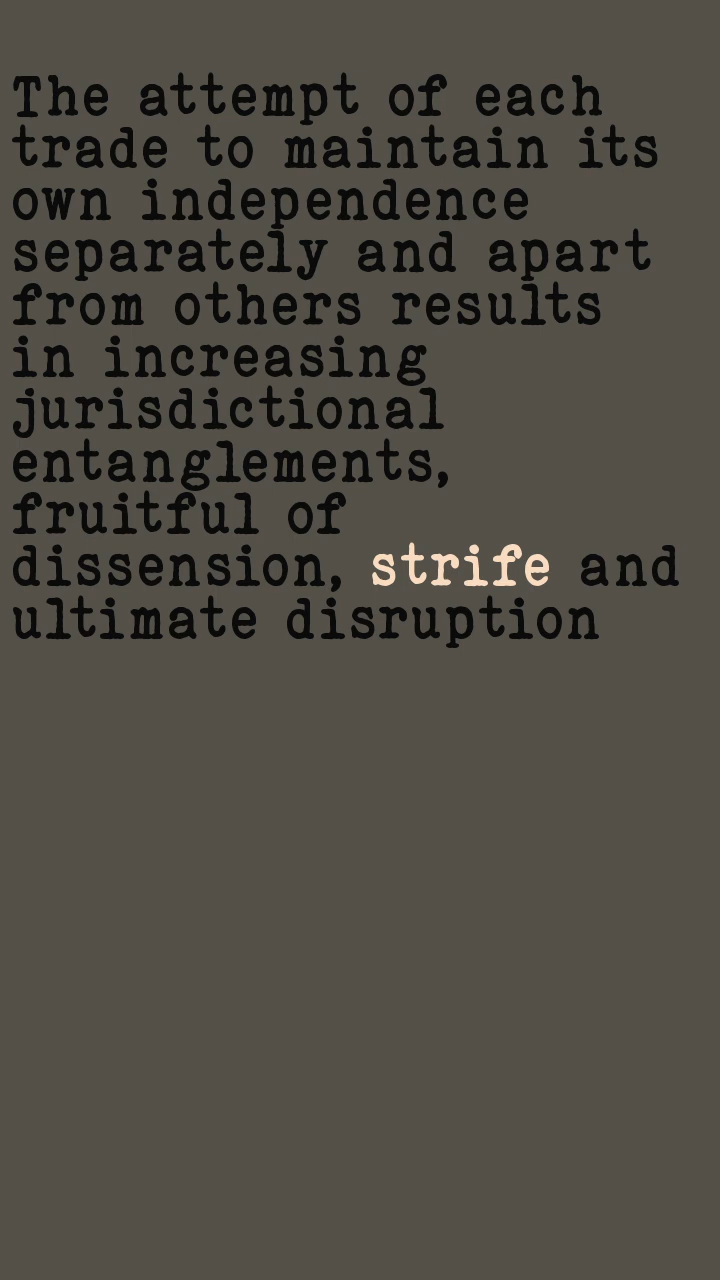 The attempt of each
trade to maintain its
own independence
separately and apart
from others results
in increasing
jurisdictional
entanglements,
fruitful of
dissension, strife and
ultimate disruption